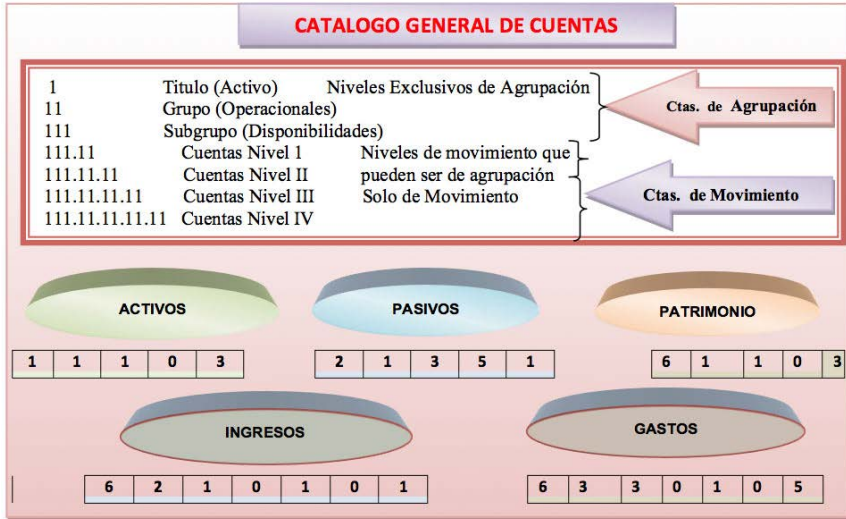 CATALOGO GENERAL DE CUENTAS
1 Titulo (Activo) Niveles Exclusivos de Agrupación
11 Grupo (Operacionales)
111 Subgrupo (Disponibilidades)
111.11 Cuentas Nivel 1 Niveles de movimiento que
111.11.11 Cuentas Nivel II pueden ser de agrupación
111.11.11.11 Cuentas Nivel III Solo de Movimiento
111.11.11.11.11 Cuentas Nivel IV
Ctas. de Agrupación
Ctas. de Movimiento
ACTIVOS
1 1 1 0 3
PASIVOS
2 1 3 5 1
PATRIMONIO
6 1 1 0 3
INGRESOS
6 2 1 0 1 0 1
GASTOS
6 3 3 0 1 0 5